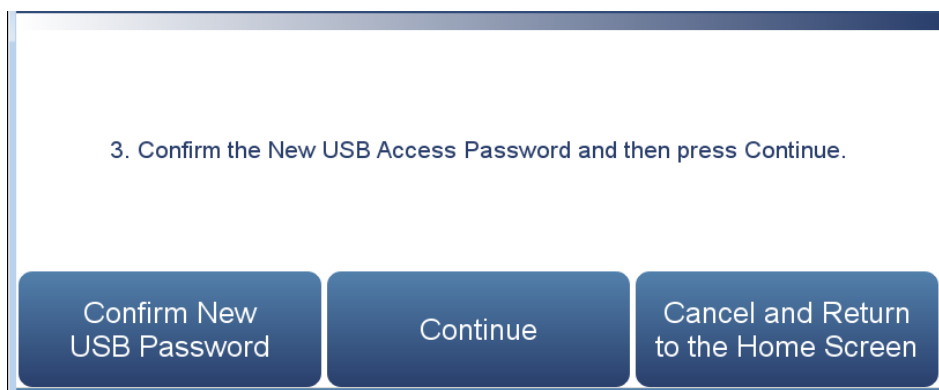 3. Confirm the New USB Access Password and then press Continue.
Confirm New
USB Password
Continue
Cancel and Return
to the Home Screen